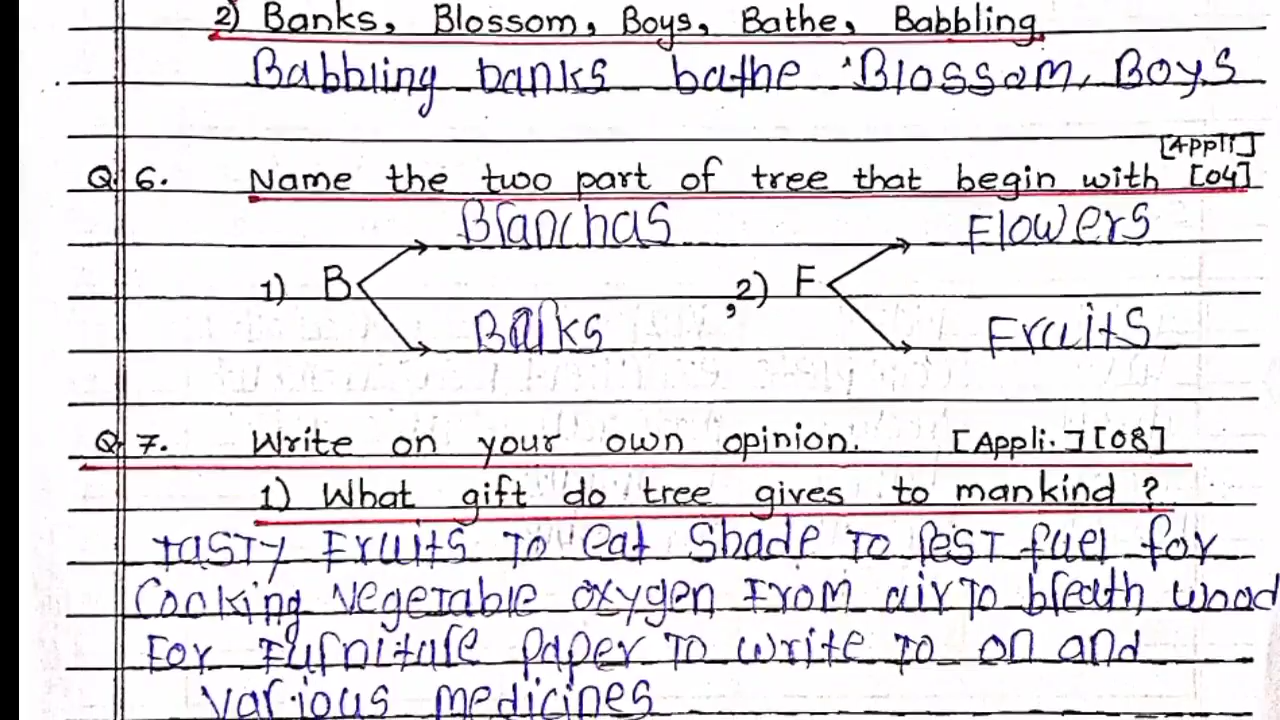 2) Banks, Blossom, Boys, Bathe, Babbling
Babbling banks bathe Blossom, Boys
[Appli]
Q. 6. Name the two part of tree that begin with [04]
Blanchas Flowers
1) B , 2) F
Balks Fruits
Q. 7. Write on your own opinion. [Appli.] [08]
1) What gift do tree gives to mankind ?
TASTY Fruits To eat Shade To rest fuel for
Cooking Vegetable oxygen From air To breath wood
For Furniture paper To write To on and
various medicines